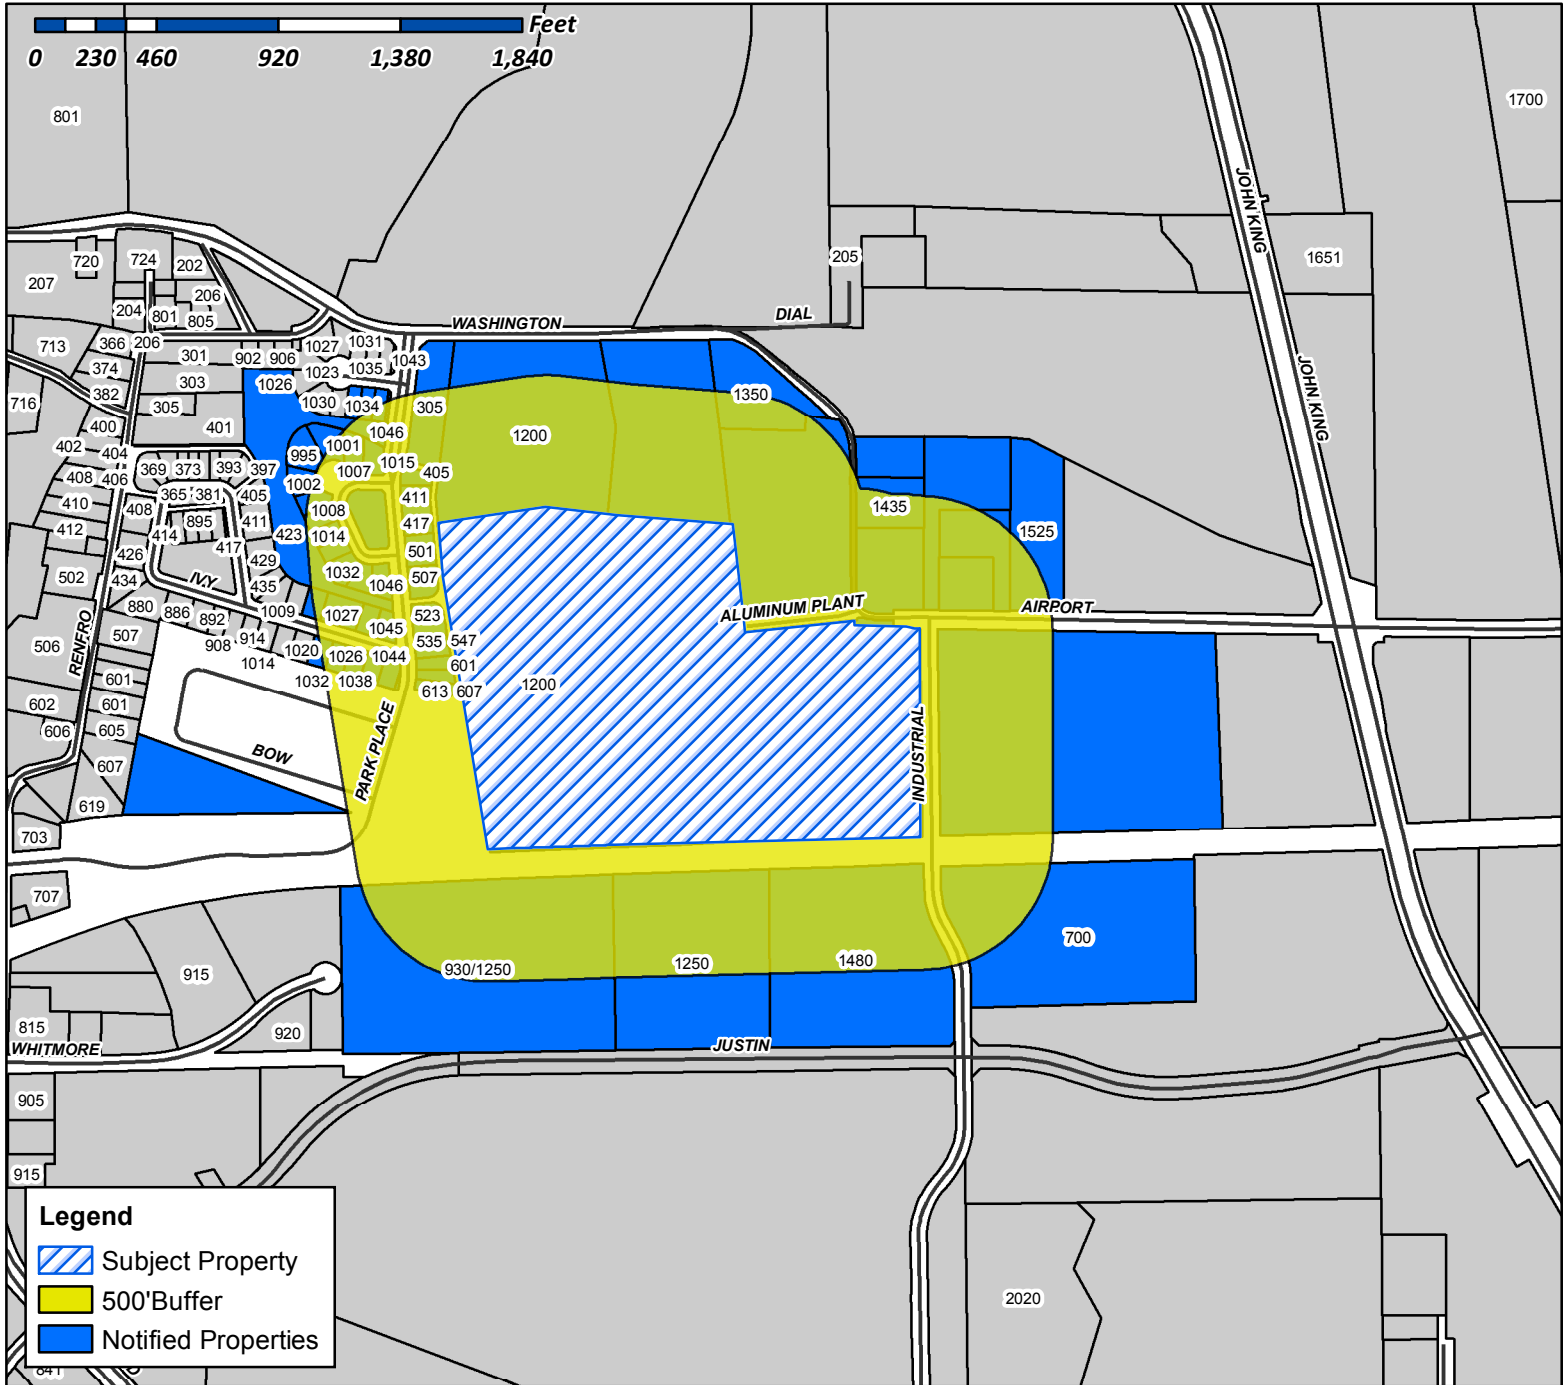 Feet
0 230 460 920 1,380 1,840
801
1700
JOHN KING
720 724 202
207
205
1651
206
204 801 805
DIAL
WASHINGTON
713 366 206
301 902 906 1027 1031 1043
374
1023 1035
303 1026
382
JOHN KING
716 305 1030 1034 305
1350
400 401
1046 1200
402 404
995 1001
1015
369 373 393 397 1007 405
408 406
1002
365 381 405 411
410 408 1008
1435
412 414 895 411 417
423 1014
1525
417
426 501
502 434 429
IVY
1032 1046 507
435
880 886 892 1009
ALUMINUM PLANT
AIRPORT
1027 523
507 914 1045
506 908
535 547
RENFRO
1014 1020 1026 1044 601
601 1032 1038 613 607 1200
602 601
606 605
PARK PLACE
INDUSTRIAL
BOW
607
619
703
707
700
915
930/1250 1250 1480
815
920
WHITMORE
JUSTIN
905
915
Legend
Subject Property
500'Buffer
Notified Properties
2020
841